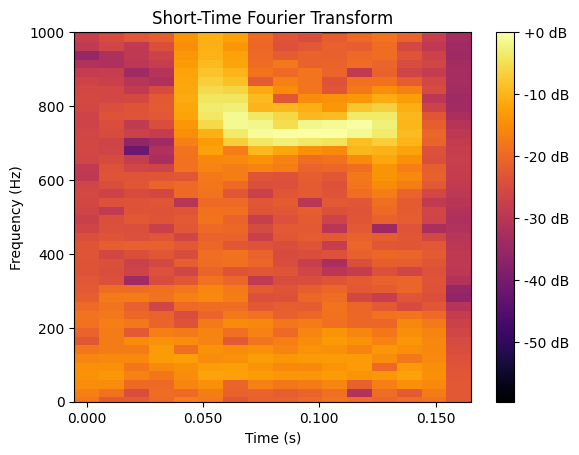 Short-Time Fourier Transform
1000
800
600
400
200
0
Frequency (Hz)
0.000
0.050
0.100
0.150
Time (s)
+0 dB
-10 dB
-20 dB
-30 dB
-40 dB
-50 dB